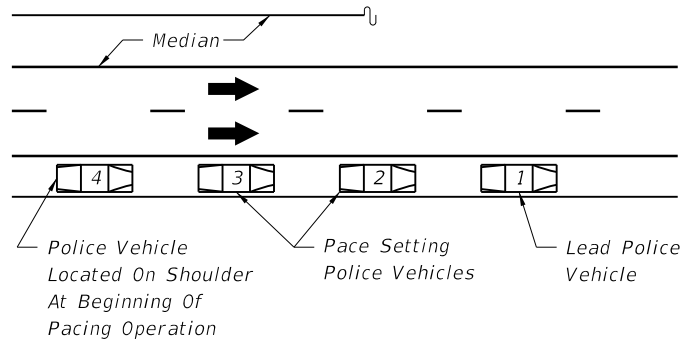 Median
4
3
2
1
Police Vehicle
Located On Shoulder
At Beginning Of
Pacing Operation
Pace Setting
Police Vehicles
Lead Police
Vehicle